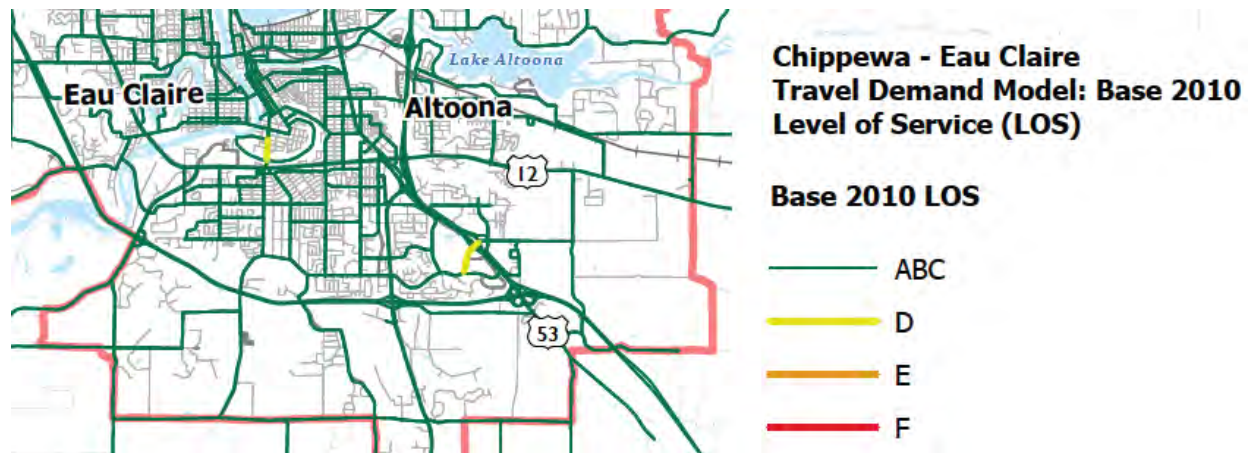 Lake Altoona
Eau Claire
Altoona
12
53
Chippewa - Eau Claire
Travel Demand Model: Base 2010
Level of Service (LOS)
Base 2010 LOS
ABC
D
E
F